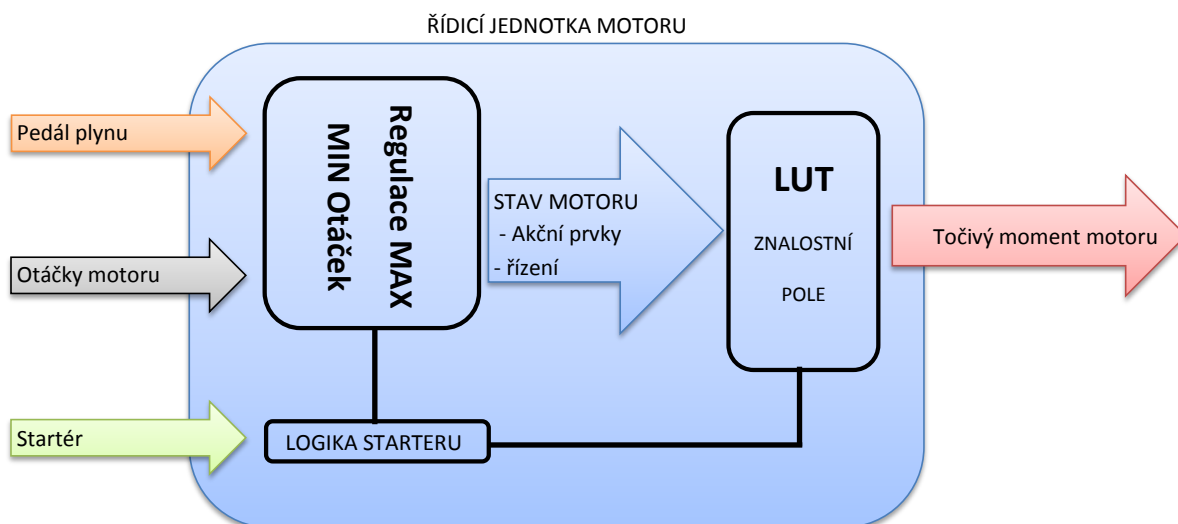 ŘÍDICÍ JEDNOTKA MOTORU
Pedál plynu
Otáčky motoru
Startér
Regulace MAX
MIN Otáček
STAV MOTORU
- Akční prvky
- řízení
LUT
ZNALOSTNÍ
POLE
Točivý moment motoru
LOGIKA STARTERU